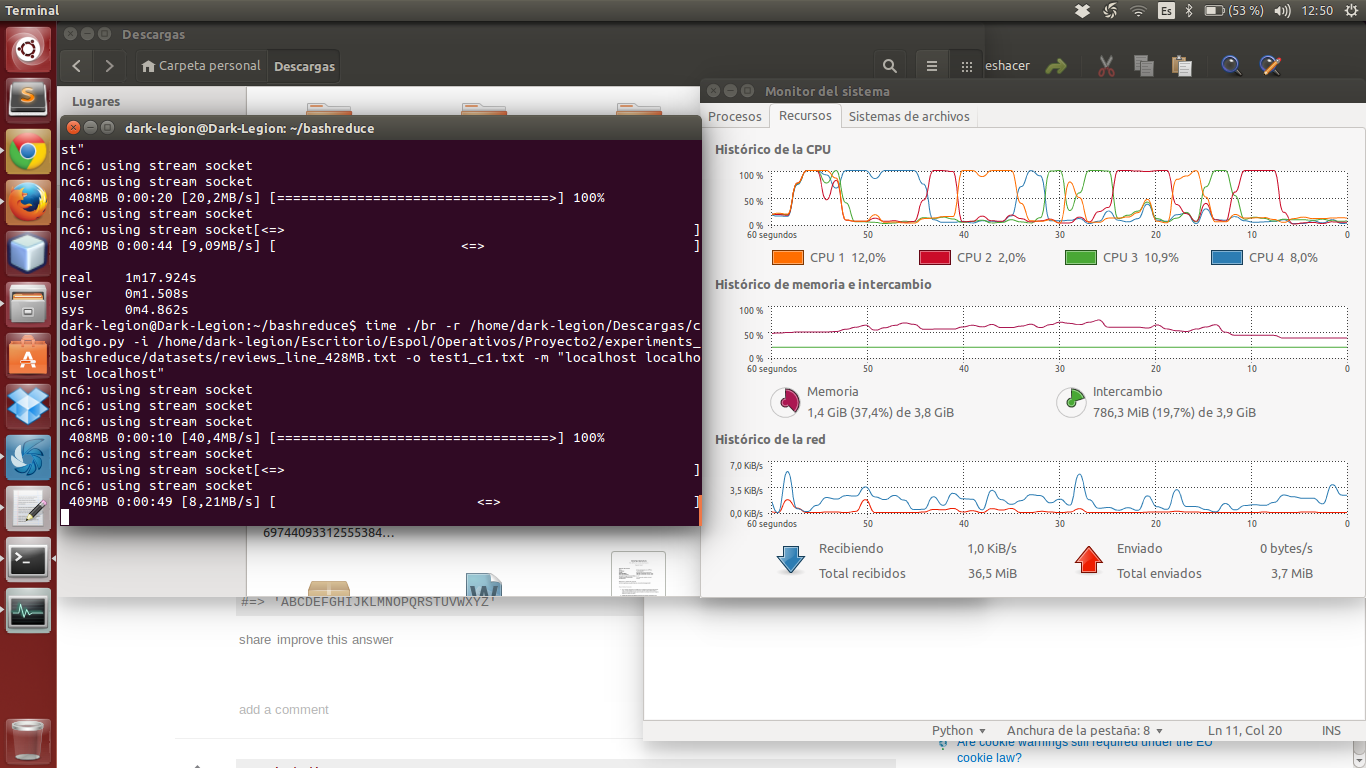 Terminal
Es
(53 %)
12:50
Descargas
Carpeta personal
Descargas
eshacer
Lugares
dark-legion@Dark-Legion: ~/bashreduce
st"
nc6: using stream socket
nc6: using stream socket
408MB 0:00:20 [20,2MB/s] [==================================>] 100%
nc6: using stream socket
nc6: using stream socket[<=> ]
409MB 0:00:44 [9,09MB/s] [ <=> ]
real 1m17.924s
user 0m1.508s
sys 0m4.862s
dark-legion@Dark-Legion:~/bashreduce$ time ./br -r /home/dark-legion/Descargas/c
odigo.py -i /home/dark-legion/Escritorio/Espol/Operativos/Proyecto2/experiments_
bashreduce/datasets/reviews_line_428MB.txt -o test1_c1.txt -m "localhost localho
st localhost"
nc6: using stream socket
nc6: using stream socket
nc6: using stream socket
408MB 0:00:10 [40,4MB/s] [==================================>] 100%
nc6: using stream socket
nc6: using stream socket[<=> ]
nc6: using stream socket
409MB 0:00:49 [8,21MB/s] [ <=> ]
69744093312555384...
#=> 'ABCDEFGHIJKLMNOPQRSTUVWXYZ'
share improve this answer
add a comment
Monitor del sistema
Procesos
Recursos
Sistemas de archivos
Histórico de la CPU
100 %
50 %
0 %
60 segundos 50 40 30 20 10 0
CPU 1 12,0%
CPU 2 2,0%
CPU 3 10,9%
CPU 4 8,0%
Histórico de memoria e intercambio
100 %
50 %
0 %
60 segundos 50 40 30 20 10 0
Memoria
1,4 GiB (37,4%) de 3,8 GiB
Intercambio
786,3 MiB (19,7%) de 3,9 GiB
Histórico de la red
7,0 KiB/s
3,5 KiB/s
0,0 KiB/s
60 segundos 50 40 30 20 10 0
Recibiendo 1,0 KiB/s
Total recibidos 36,5 MiB
Enviado 0 bytes/s
Total enviados 3,7 MiB
Python
Anchura de la pestaña: 8
Ln 11, Col 20
INS
Are cookie warnings still required under the EU
cookie law?